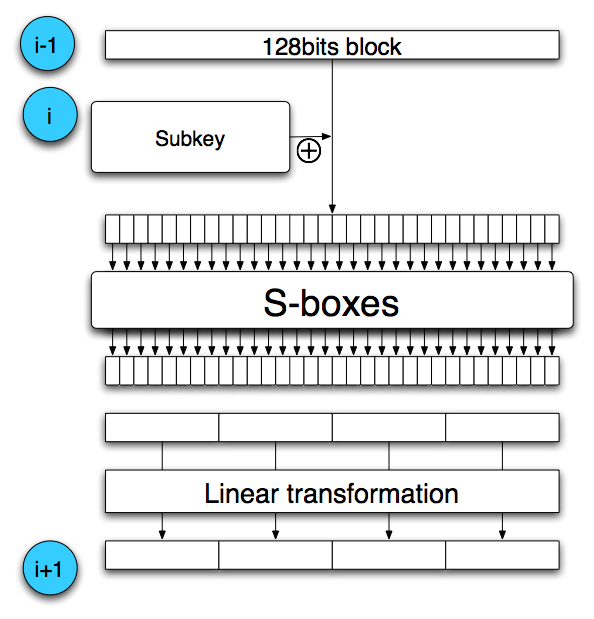 i-1
128bits block
i
Subkey
S-boxes
Linear transformation
i+1